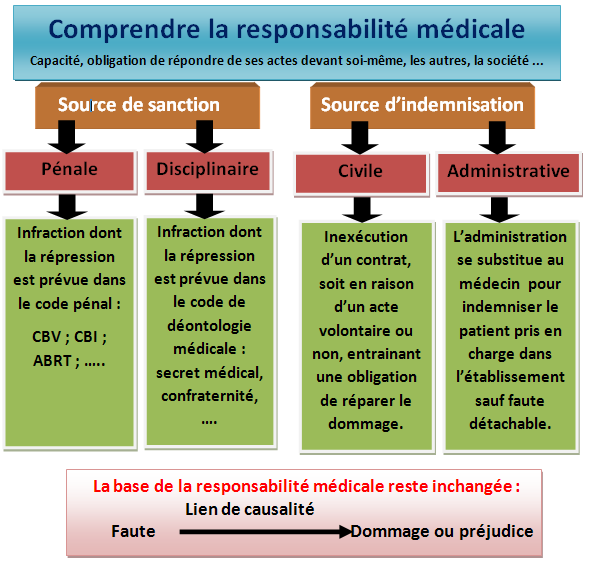 Comprendre la responsabilité médicale
Capacité, obligation de répondre de ses actes devant soi-même, les autres, la société ...
Source de sanction
Source d'indemnisation
Pénale
Disciplinaire
Civile
Administrative
Infraction dont
la répression
est prévue dans
le code pénal :
CBV ; CBI ;
ABRT ; .....
Infraction dont
la répression
est prévue dans
le code de
déontologie
médicale :
secret médical,
confraternité,
....
Inexécution
d'un contrat,
soit en raison
d'un acte
volontaire ou
non, entrainant
une obligation
de réparer le
dommage.
L'administration
se substitue au
médecin pour
indemniser le
patient pris en
charge dans
l'établissement
sauf faute
détachable.
La base de la responsabilité médicale reste inchangée :
Lien de causalité
Faute
Dommage ou préjudice